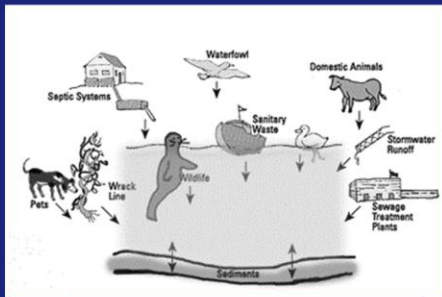 Waterfowl
Domestic Animals
Septic Systems
Sanitary
Waste
Stormwater
Runoff
Wildlife
Wrack
Line
Pets
Sewage
Treatment
Plants
Sediments